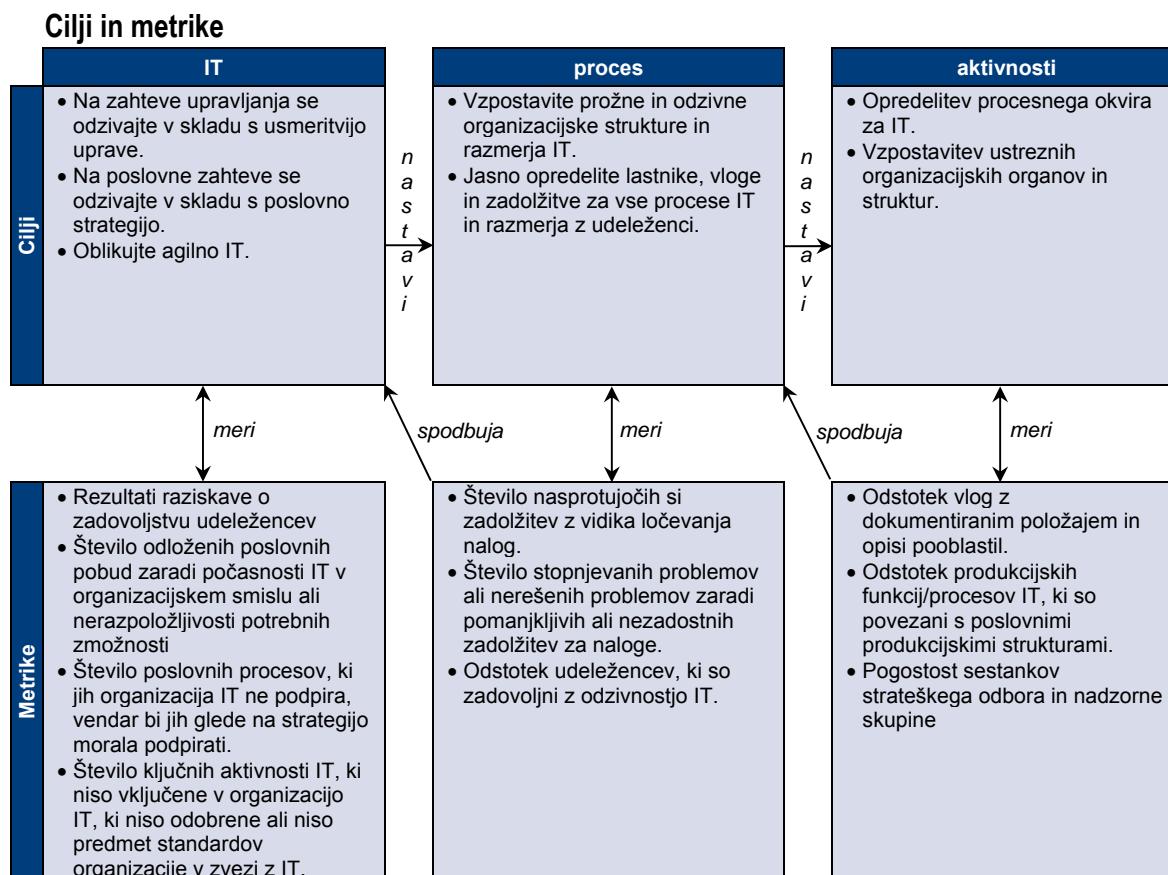 Cilji in metrike
IT
proces
aktivnosti
Cilji
• Na zahteve upravljanja se
odzivajte v skladu s usmeritvijo
uprave.
• Na poslovne zahteve se
odzivajte v skladu s poslovno
strategijo.
• Oblikujte agilno IT.
nastavi
• Vzpostavite prožne in odzivne
organizacijske strukture in
razmerja IT.
• Jasno opredelite lastnike, vloge
in zadolžitve za vse procese IT
in razmerja z udeleženci.
nastavi
• Opredelitev procesnega okvira
za IT.
• Vzpostavitev ustreznih
organizacijskih organov in
struktur.
meri
spodbuja
meri
spodbuja
meri
Metrike
• Rezultati raziskave o
zadovoljstvu udeležencev
• Število odloženih poslovnih
pobud zaradi počasnosti IT v
organizacijskem smislu ali
nerazpoložljivosti potrebnih
zmožnosti
• Število poslovnih procesov, ki
jih organizacija IT ne podpira,
vendar bi jih glede na strategijo
morala podpirati.
• Število ključnih aktivnosti IT, ki
niso vključene v organizacijo
IT, ki niso odobrene ali niso
predmet standardov
organizacije v zvezi z IT.
• Število nasprotujočih si
zadolžitev z vidika ločevanja
nalog.
• Število stopnjevanih problemov
ali nerešenih problemov zaradi
pomanjkljivih ali nezadostnih
zadolžitev za naloge.
• Odstotek udeležencev, ki so
zadovoljni z odzivnostjo IT.
• Odstotek vlog z
dokumentiranim položajem in
opisi pooblastil.
• Odstotek produkcijskih
funkcij/procesov IT, ki so
povezani s poslovnimi
produkcijskimi strukturami.
• Pogostost sestankov
strateškega odbora in nadzorne
skupine